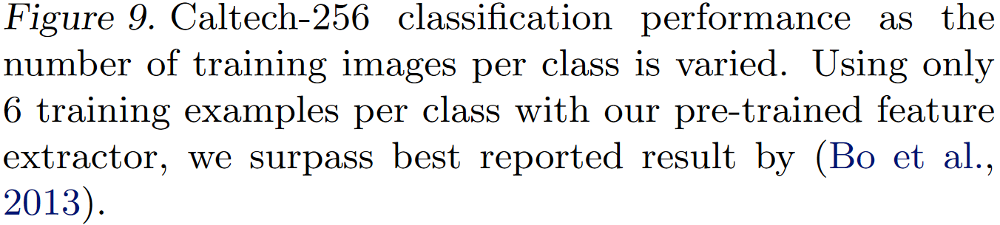 Figure 9. Caltech-256 classification performance as the
number of training images per class is varied. Using only
6 training examples per class with our pre-trained feature
extractor, we surpass best reported result by (Bo et al.,
2013).